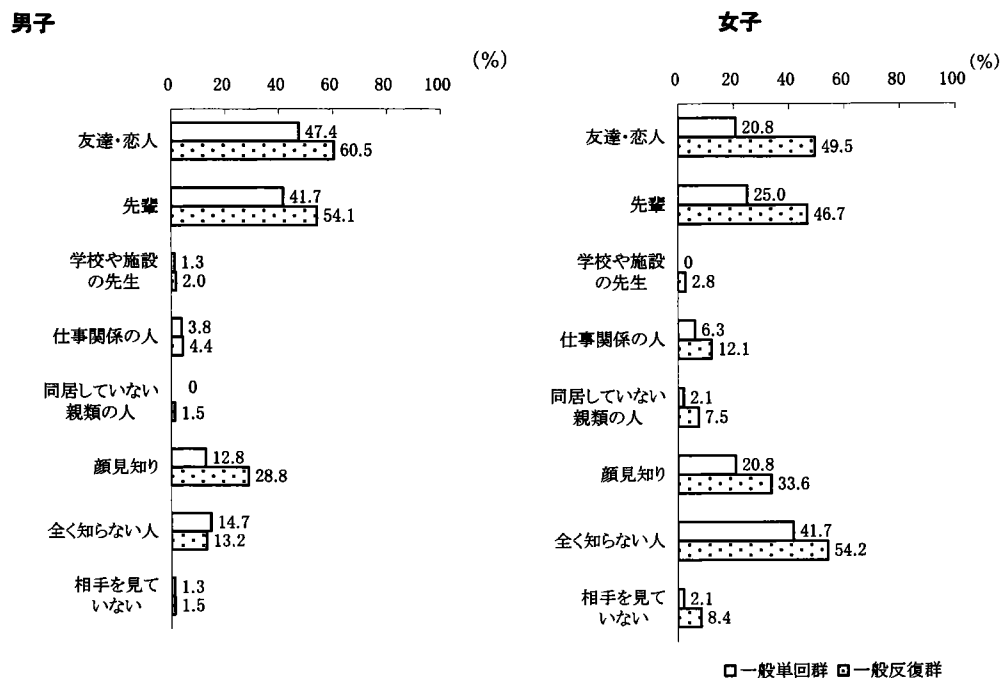 男子
(%)
0 20 40 60 80 100
友達・恋人
47.4
60.5
先輩
41.7
54.1
学校や施設
の先生
1.3
2.0
仕事関係の人
3.8
4.4
同居していない
親類の人
0
1.5
顔見知り
12.8
28.8
全く知らない人
14.7
13.2
相手を見て
いない
1.3
1.5
女子
(%)
0 20 40 60 80 100
友達・恋人
20.8
49.5
先輩
25.0
46.7
学校や施設
の先生
0
2.8
仕事関係の人
6.3
12.1
同居していない
親類の人
2.1
7.5
顔見知り
20.8
33.6
全く知らない人
41.7
54.2
相手を見て
いない
2.1
8.4
一般単回群 一般反復群